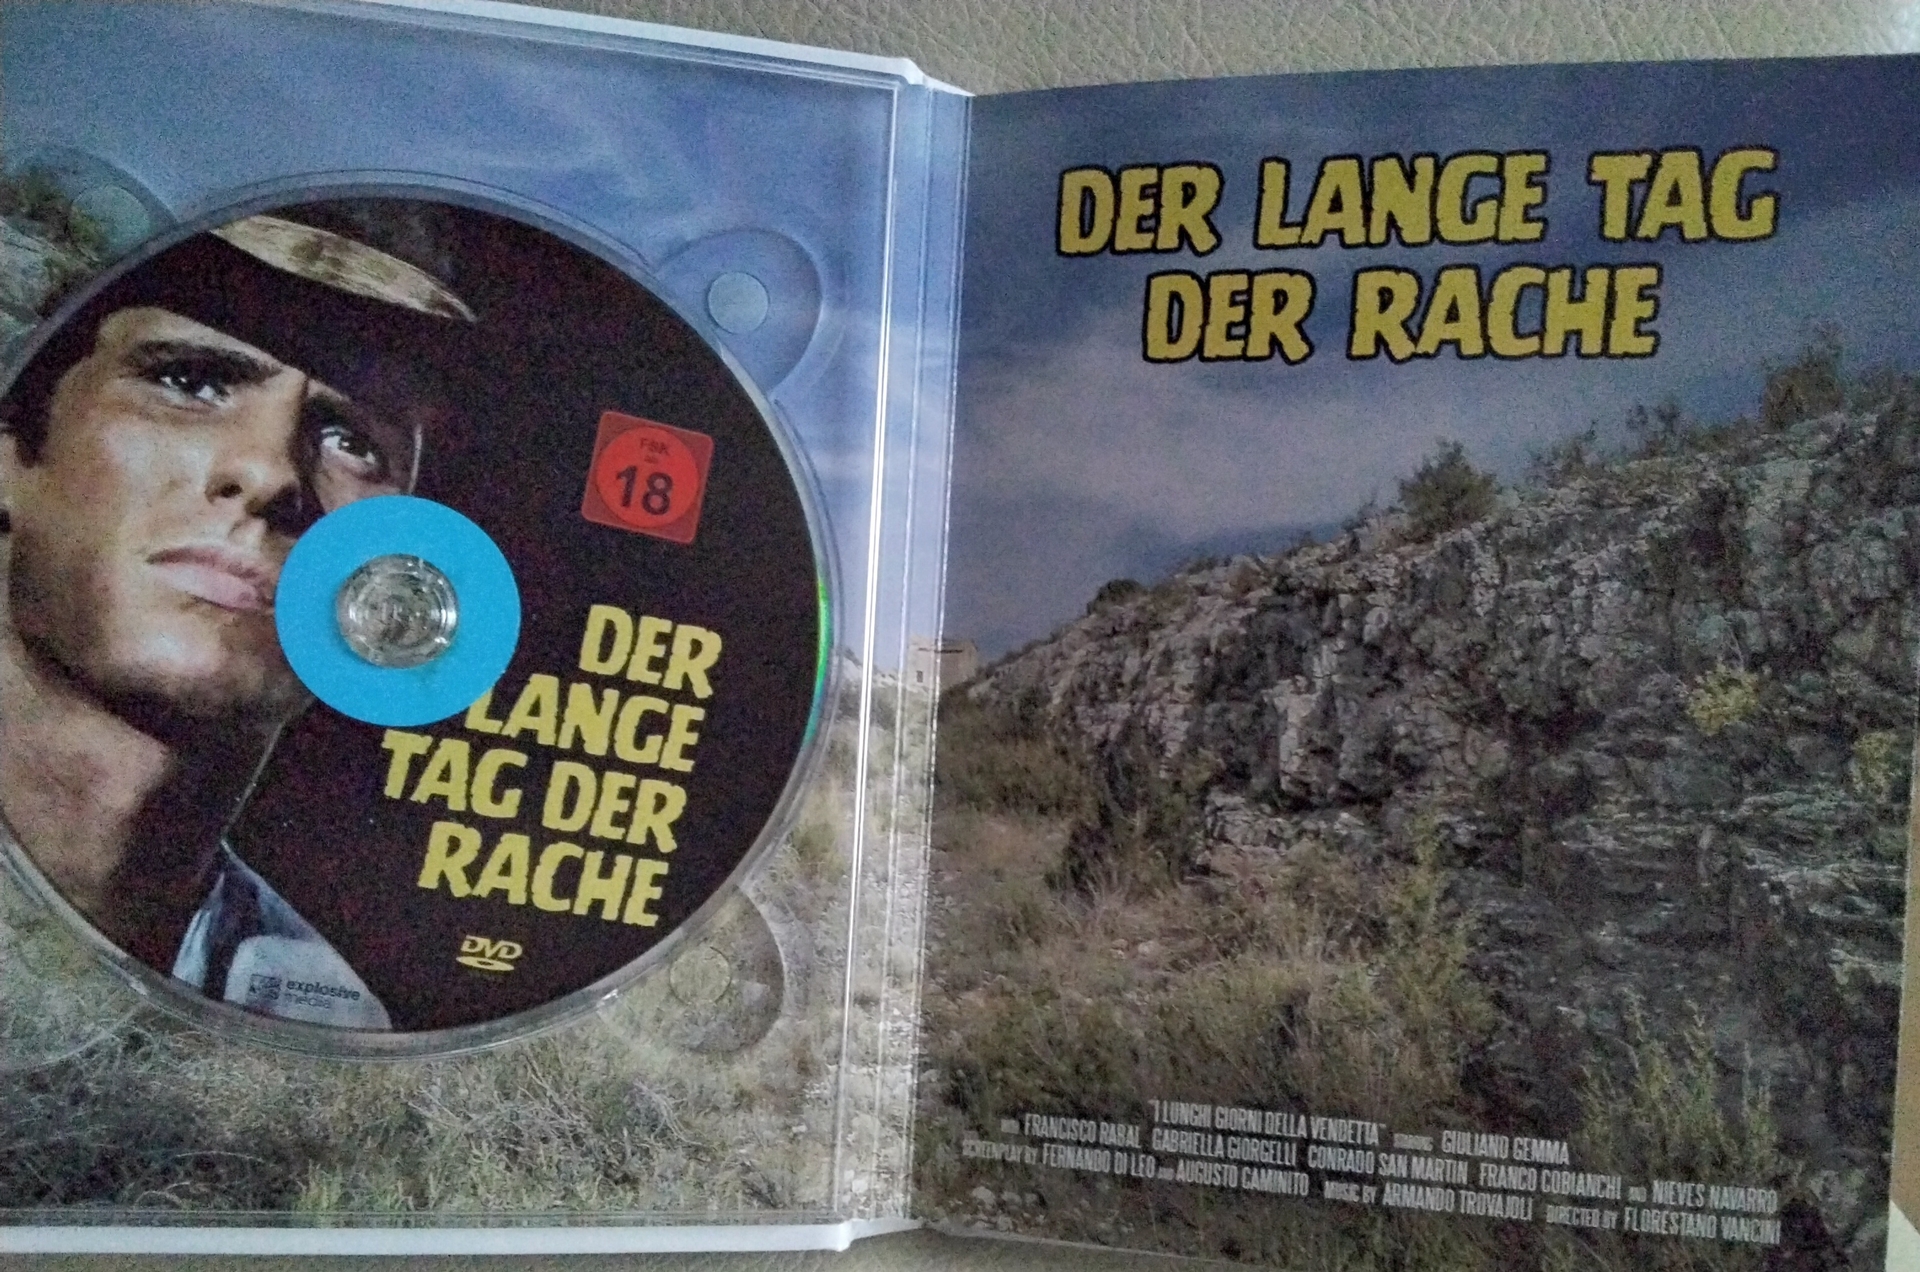 FSK
18
DER
LANGE
TAG DER
RACHE
DVD
explosive
media
DER LANGE TAG
DER RACHE
"I LUNGHI GIORNI DELLA VENDETTA" STARRING GIULIANO GEMMA
WITH FRANCISCO RABAL GABRIELLA GIORGELLI CONRADO SAN MARTIN FRANCO COBIANCHI AND NIEVES NAVARRO
SCREENPLAY BY FERNANDO DI LEO AND AUGUSTO CAMINITO MUSIC BY ARMANDO TROVAJOLI DIRECTED BY FLORESTANO VANCINI